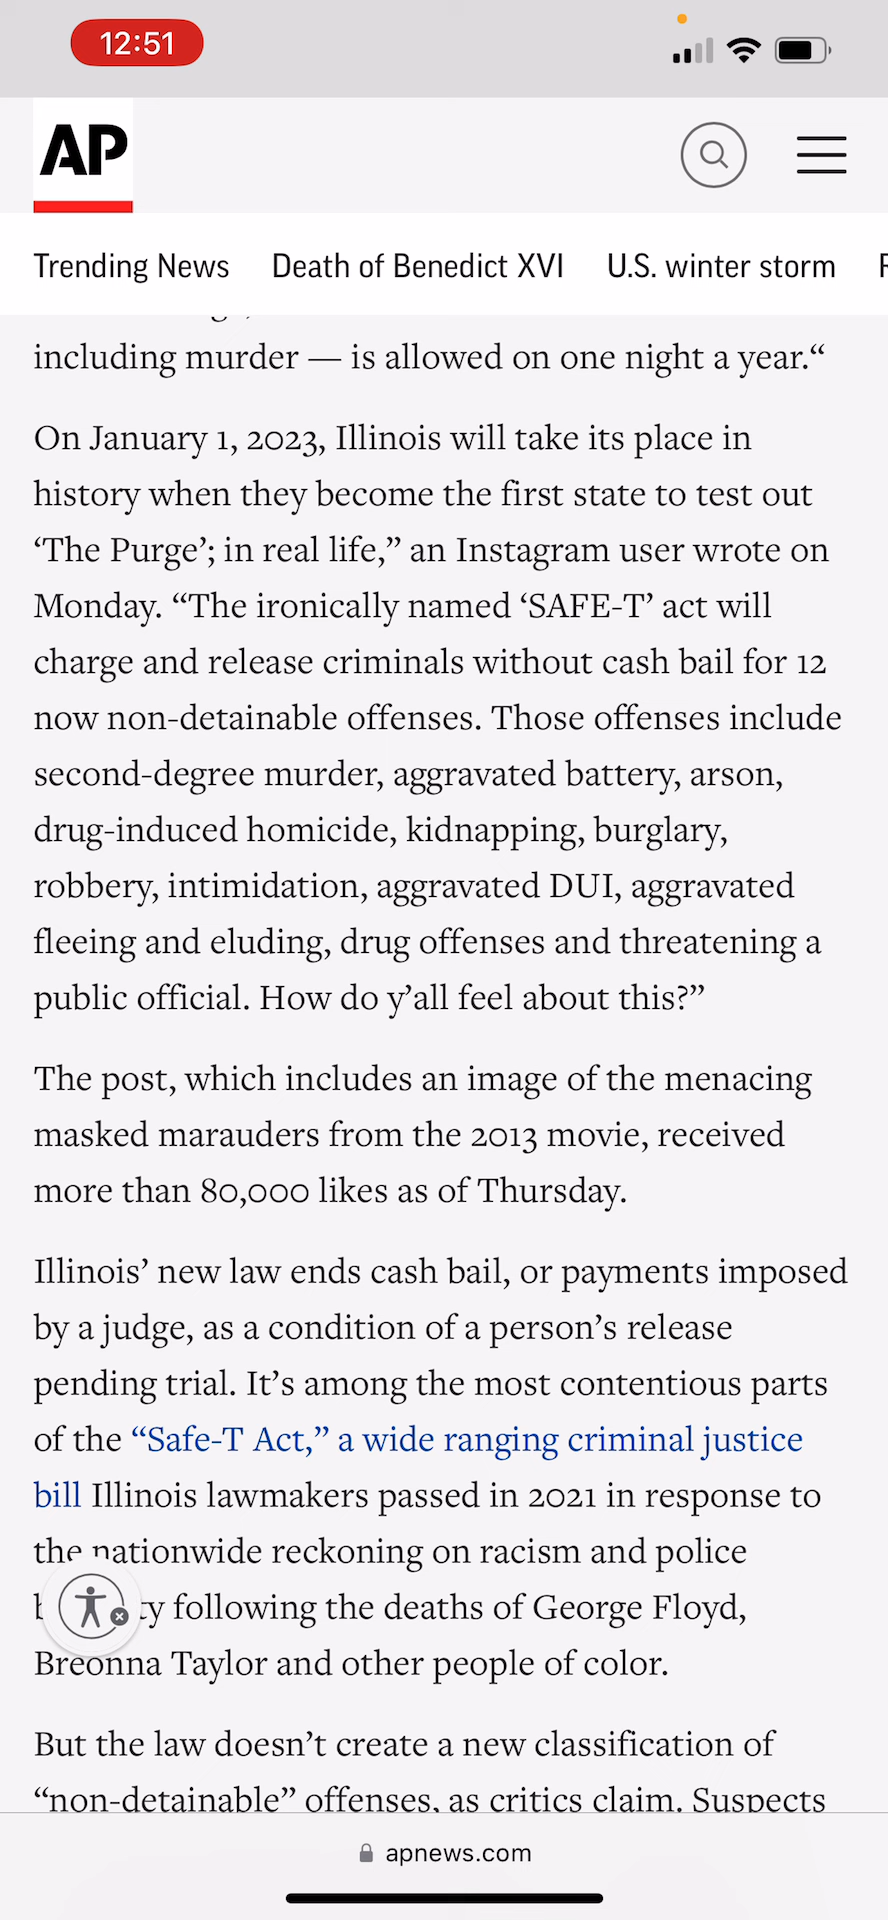 12:51
AP
Trending News Death of Benedict XVI U.S. winter storm
including murder — is allowed on one night a year.“
On January 1, 2023, Illinois will take its place in
history when they become the first state to test out
‘The Purge’; in real life,” an Instagram user wrote on
Monday. “The ironically named ‘SAFE-T’ act will
charge and release criminals without cash bail for 12
now non-detainable offenses. Those offenses include
second-degree murder, aggravated battery, arson,
drug-induced homicide, kidnapping, burglary,
robbery, intimidation, aggravated DUI, aggravated
fleeing and eluding, drug offenses and threatening a
public official. How do y’all feel about this?”
The post, which includes an image of the menacing
masked marauders from the 2013 movie, received
more than 80,000 likes as of Thursday.
Illinois’ new law ends cash bail, or payments imposed
by a judge, as a condition of a person’s release
pending trial. It’s among the most contentious parts
of the “Safe-T Act,” a wide ranging criminal justice
bill Illinois lawmakers passed in 2021 in response to
the nationwide reckoning on racism and police
following the deaths of George Floyd,
Breonna Taylor and other people of color.
But the law doesn’t create a new classification of
“non-detainable” offenses, as critics claim. Suspects
apnews.com